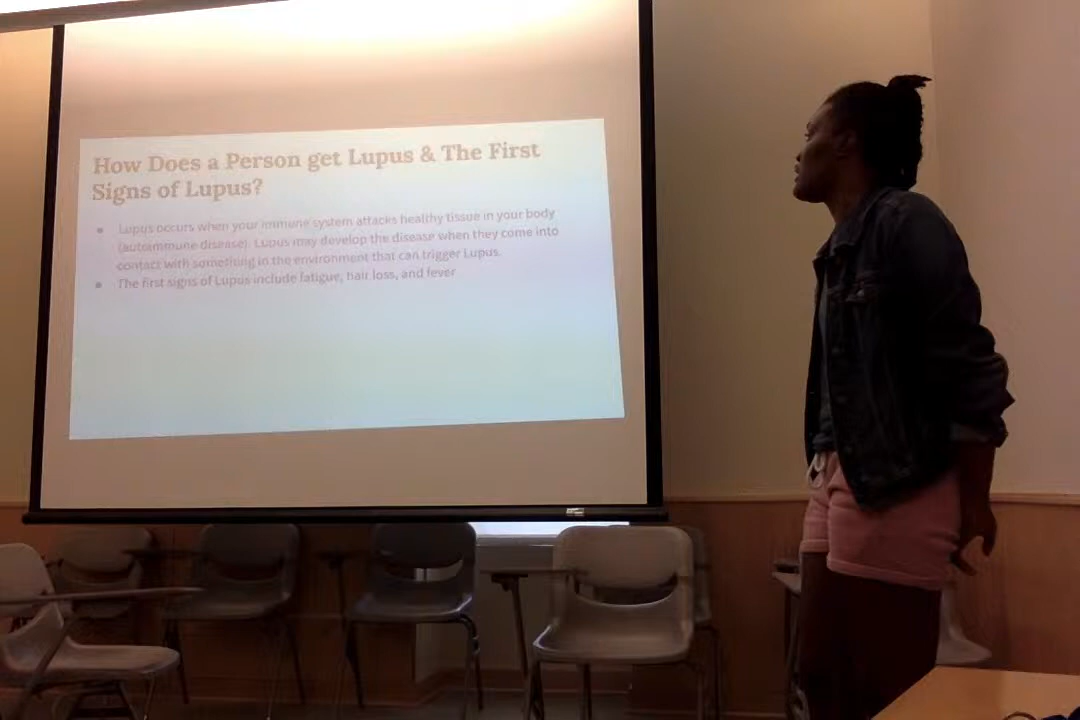 How Does a Person get Lupus & The First
Signs of Lupus?
Lupus occurs when your immune system attacks healthy tissue in your body
(autoimmune disease). Lupus may develop the disease when they come into
contact with something in the environment that can trigger Lupus.
The first signs of Lupus include fatigue, hair loss, and fever